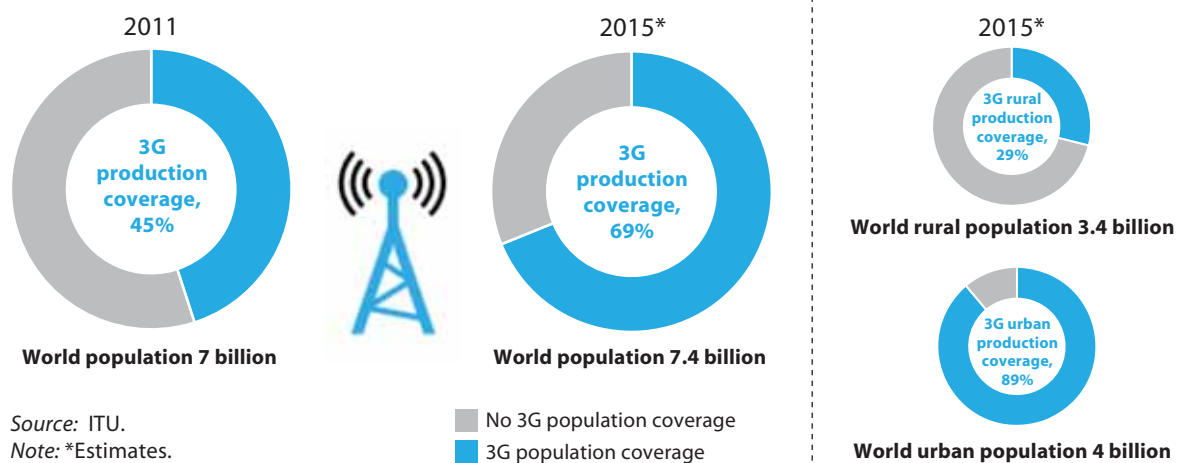 2011
3G
production
coverage,
45%
World population 7 billion
2015*
3G
production
coverage,
69%
World population 7.4 billion
2015*
3G rural
production
coverage,
29%
World rural population 3.4 billion
3G urban
production
coverage,
89%
World urban population 4 billion
No 3G population coverage
3G population coverage
Source: ITU.
Note: *Estimates.